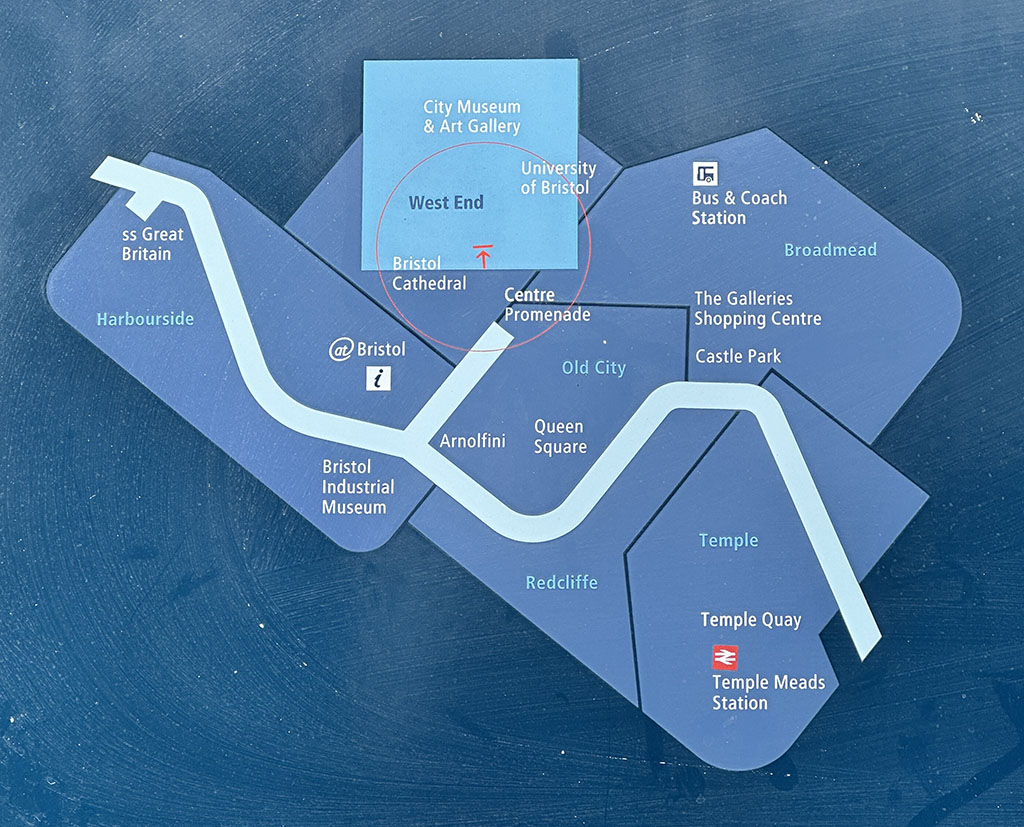 City Museum
& Art Gallery
University
of Bristol
West End
Bus & Coach
Station
Broadmead
ss Great
Britain
Bristol
Cathedral
Centre
Promenade
The Galleries
Shopping Centre
Harbourside
@ Bristol
i
Old City
Castle Park
Arnolfini
Queen
Square
Bristol
Industrial
Museum
Temple
Redcliffe
Temple Quay
Temple Meads
Station